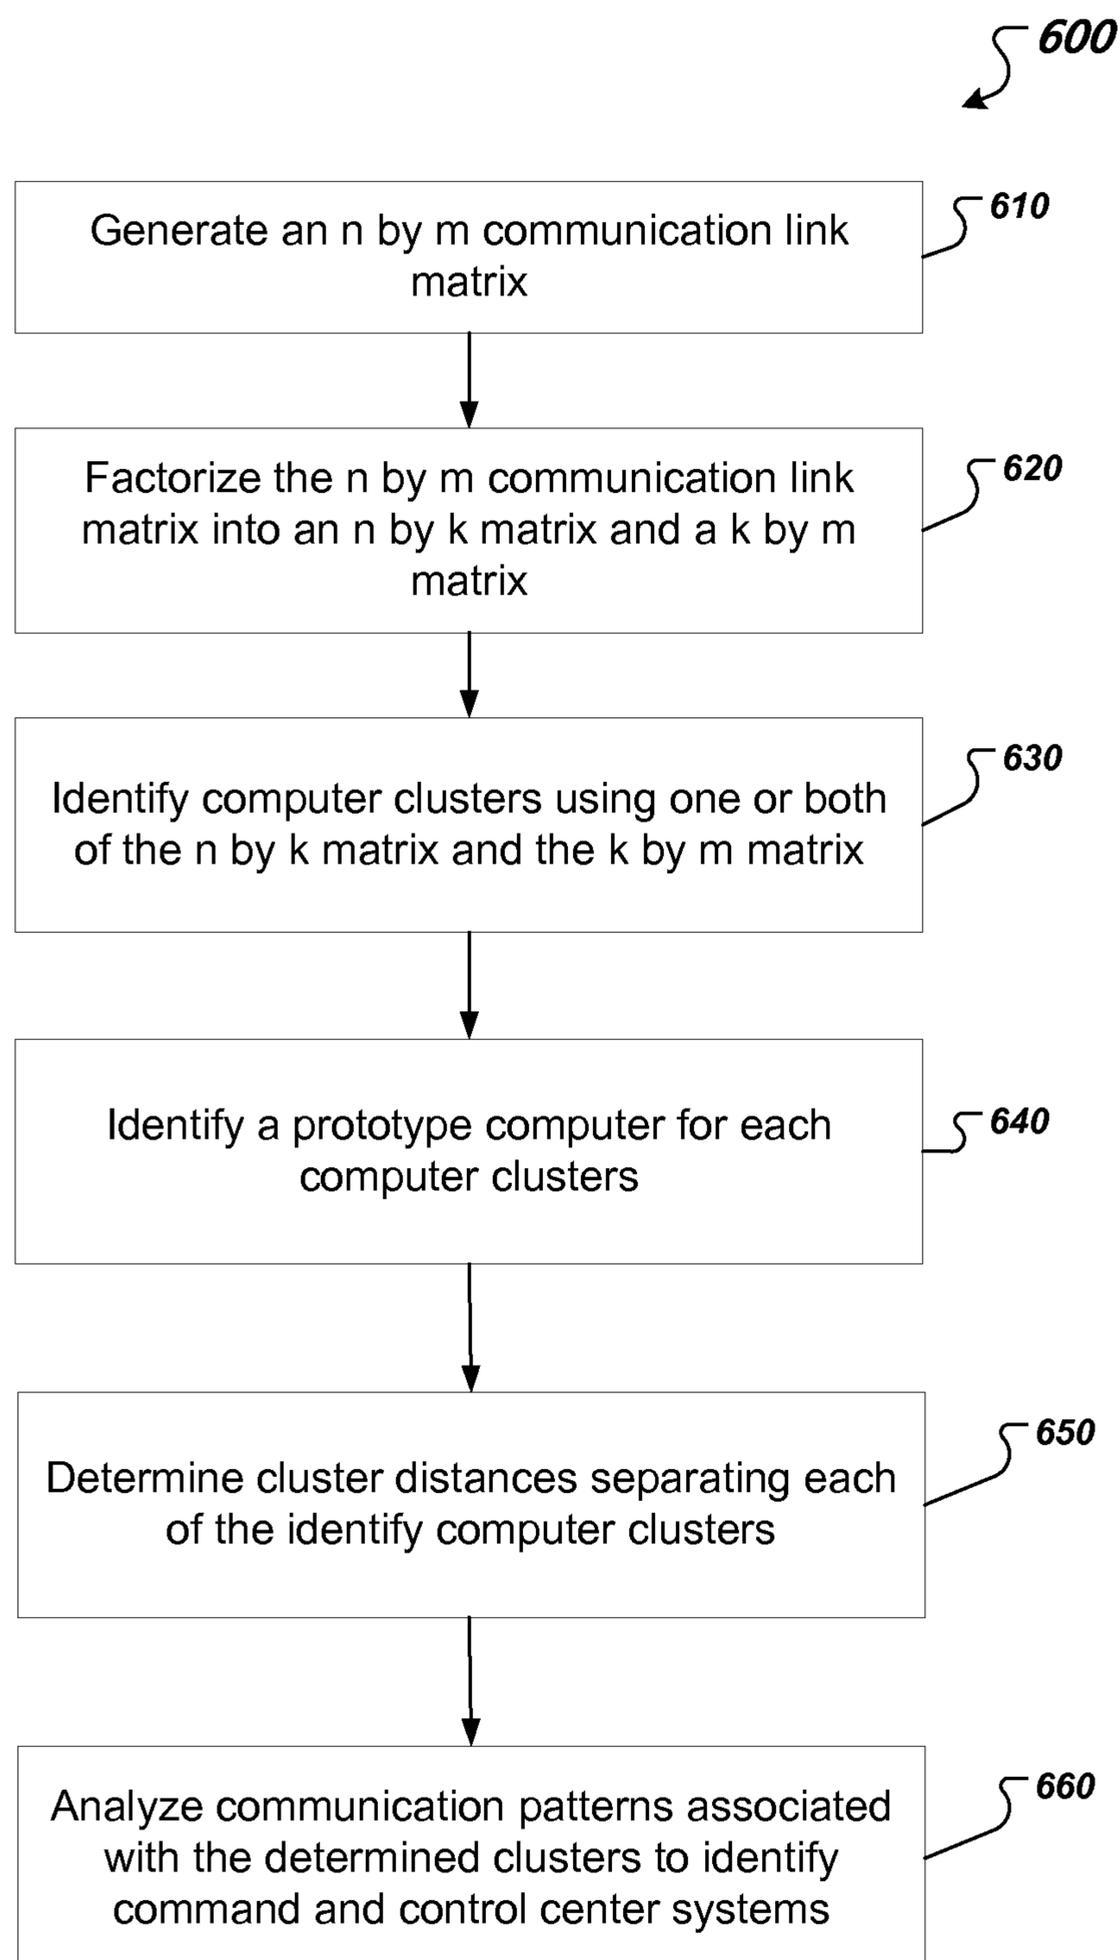 600
Generate an n by m communication link
matrix
610
Factorize the n by m communication link
matrix into an n by k matrix and a k by m
matrix
620
Identify computer clusters using one or both
of the n by k matrix and the k by m matrix
630
Identify a prototype computer for each
computer clusters
640
Determine cluster distances separating each
of the identify computer clusters
650
Analyze communication patterns associated
with the determined clusters to identify
command and control center systems
660